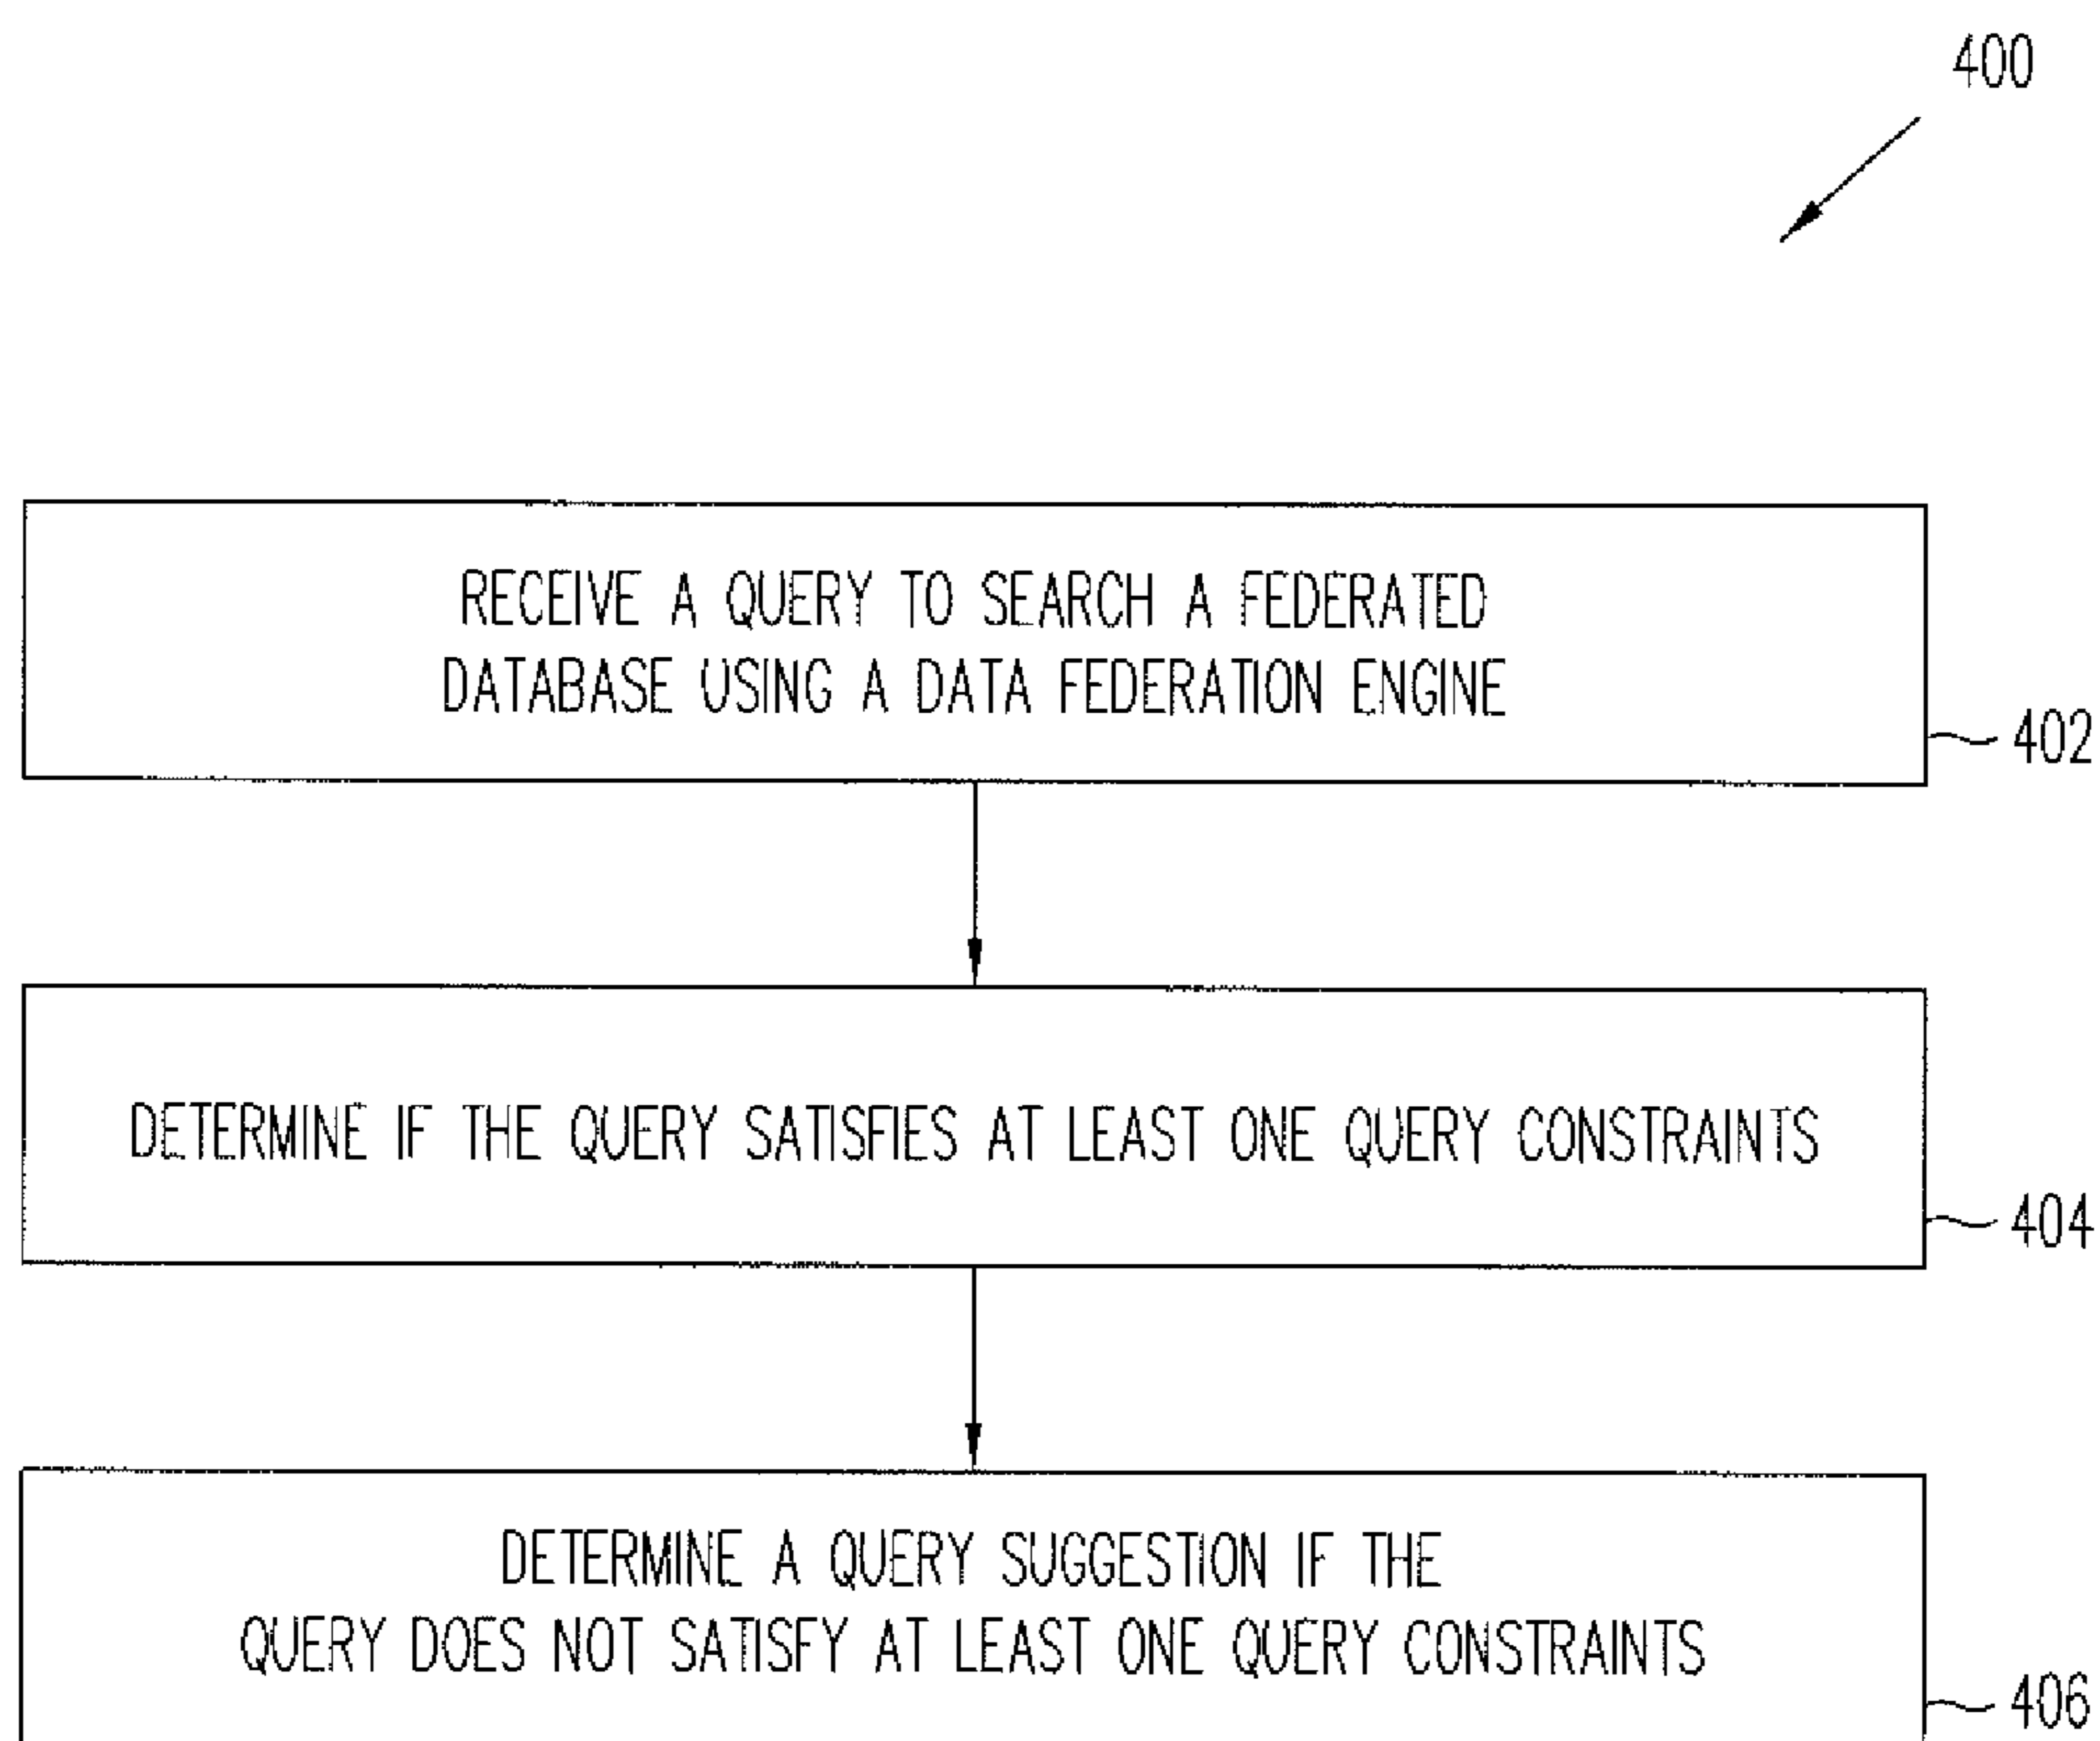 400
RECEIVE A QUERY TO SEARCH A FEDERATED
DATABASE USING A DATA FEDERATION ENGINE
402
DETERMINE IF THE QUERY SATISFIES AT LEAST ONE QUERY CONSTRAINTS
404
DETERMINE A QUERY SUGGESTION IF THE
QUERY DOES NOT SATISFY AT LEAST ONE QUERY CONSTRAINTS
406